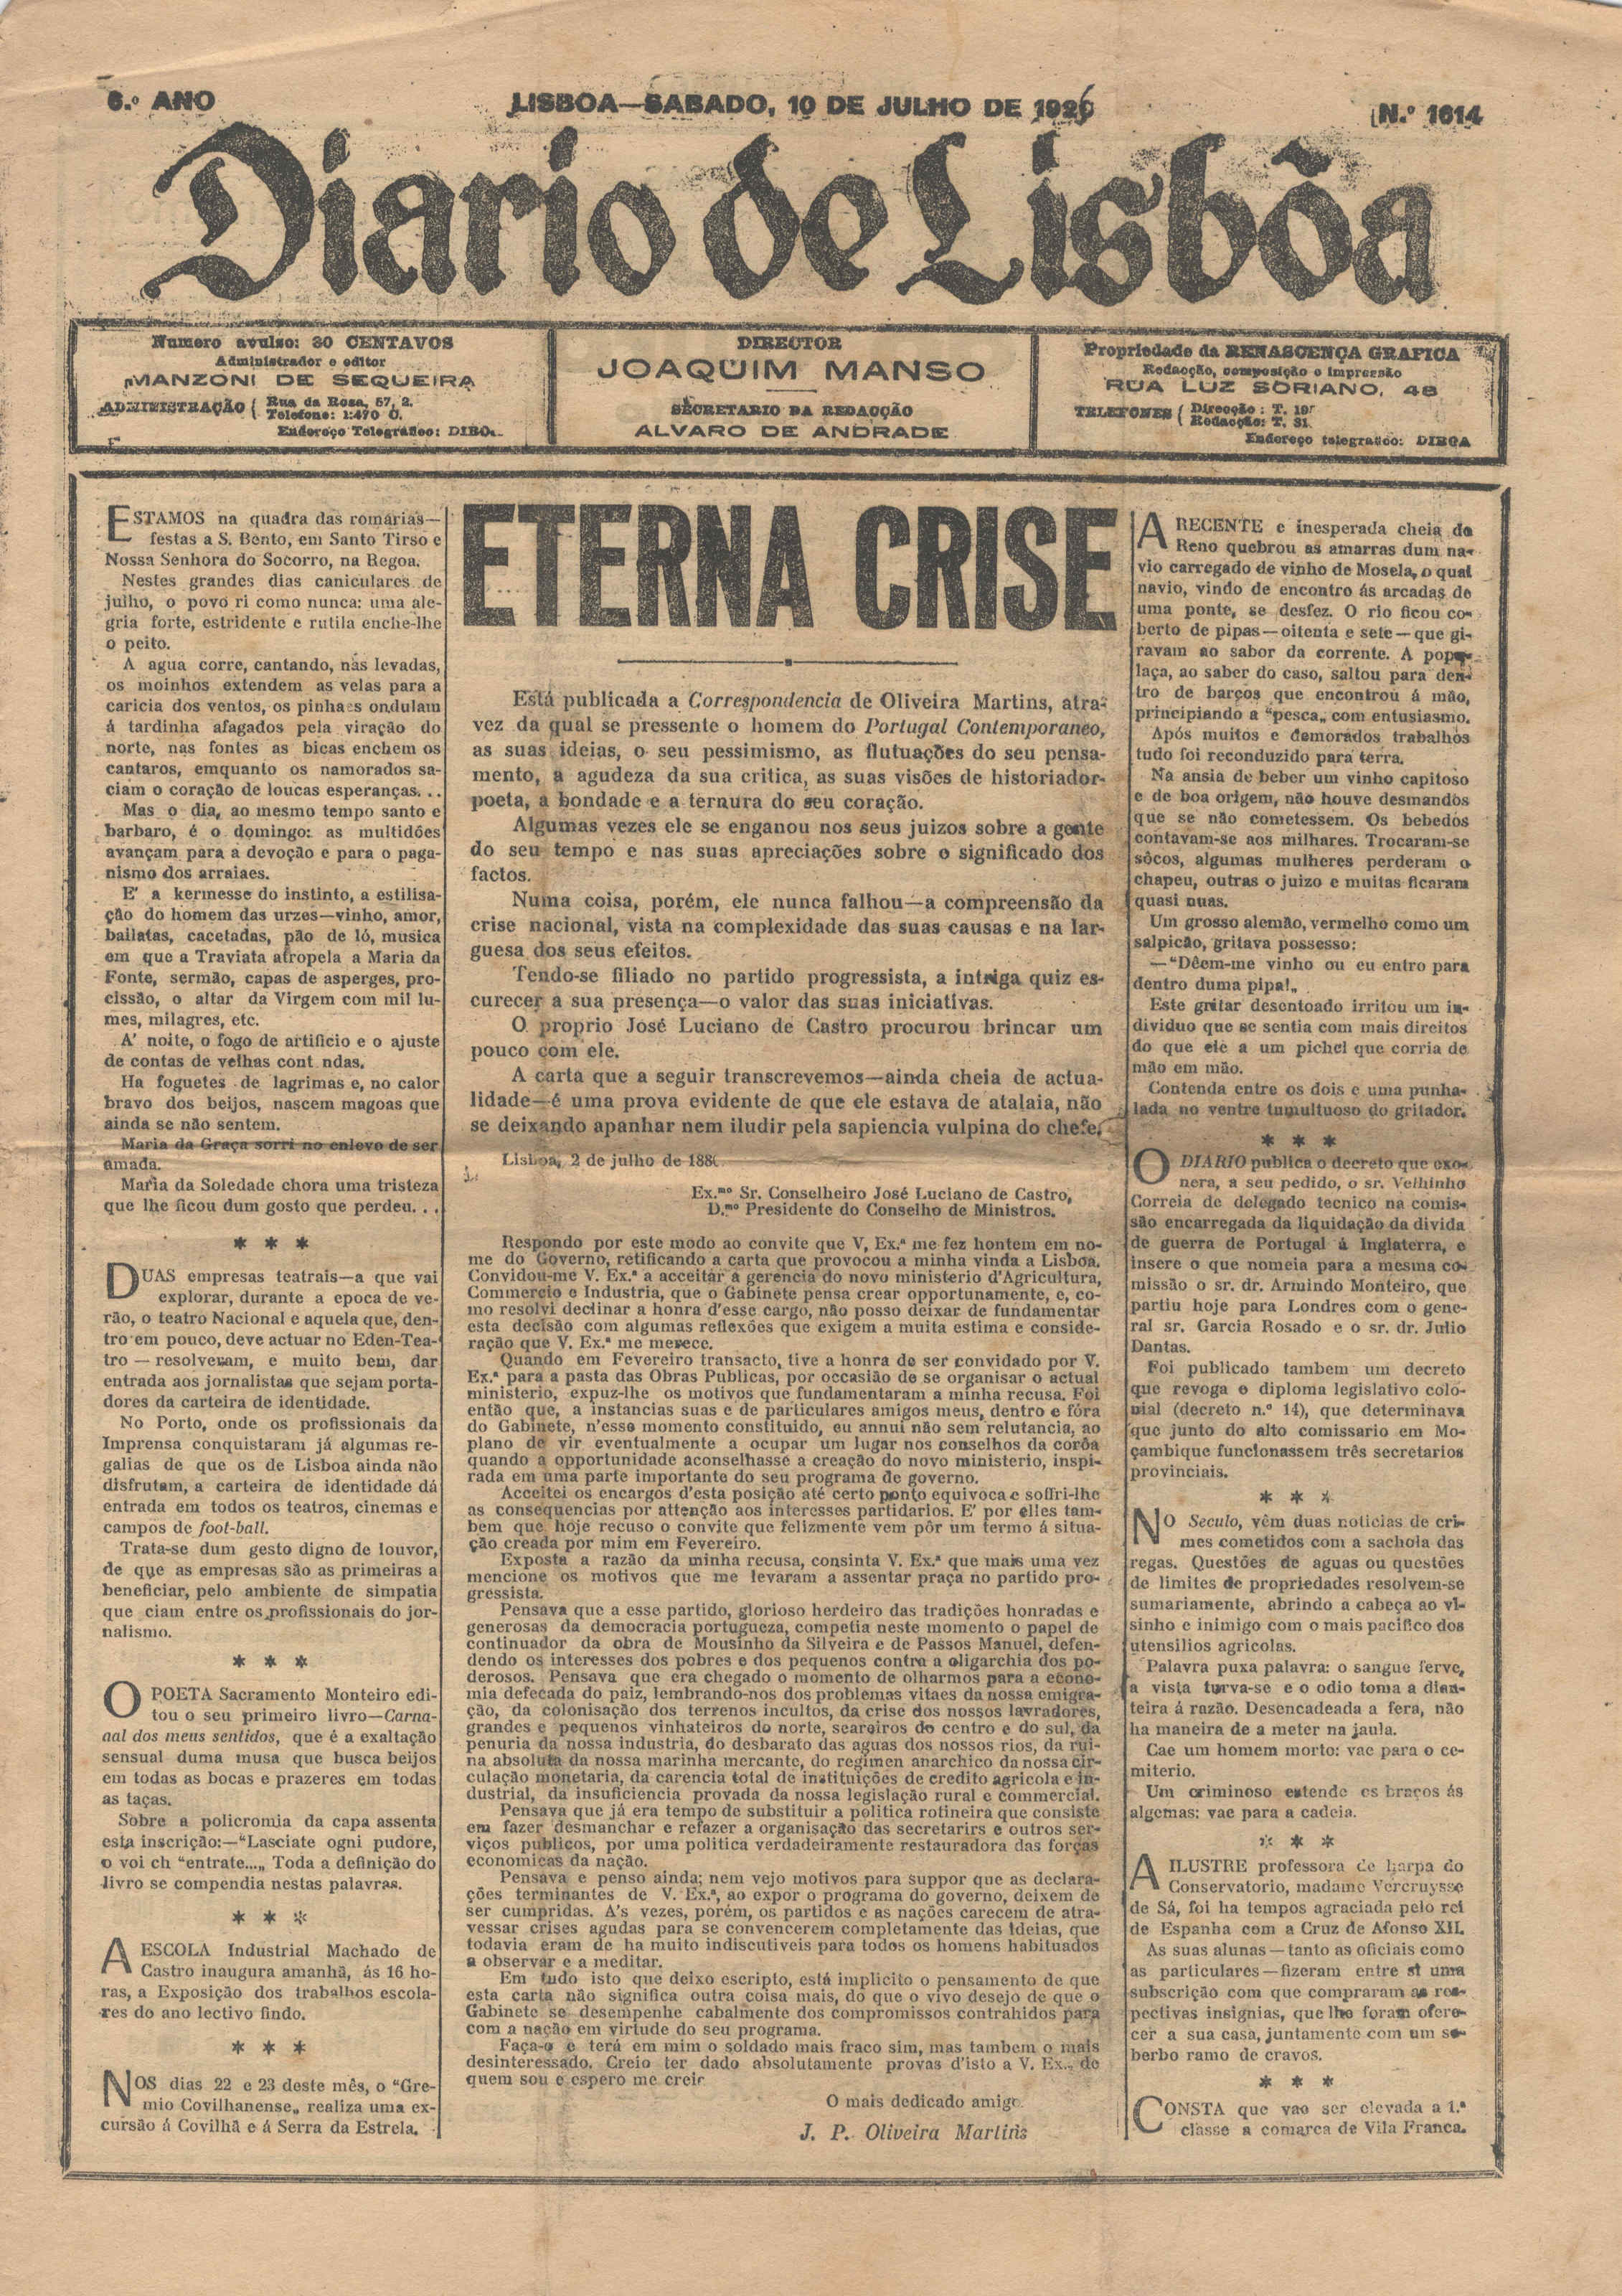 6.º ANO
LISBOA—SABADO, 10 DE JULHO DE 1926
N.º 1614
Diario de Lisbôa
Numero avulso: 30 CENTAVOS
Administrador e editor
MANZONI DE SEQUEIRA
ADMINISTRAÇÃO ( Rua da Rosa, 57, 2.
Telefone: 1:470 C.
Endereço Telegráfico:
DIRECTOR
JOAQUIM MANSO
SECRETARIO DA REDACÇÃO
ALVARO DE ANDRADE
Propriedade da RENASCENÇA GRAFICA
Redacção, composição e impressão
RUA LUZ SORIANO, 48
TELEFONES ( Direcção: T.
Redacção: T. 31
Endereço telegrafico: DIBOA
ESTAMOS na quadra das romarias—
festas a S. Bento, em Santo Tirso e
Nossa Senhora do Socorro, na Regoa.
Nestes grandes dias caniculares de
julho, o povo ri como nunca: uma ale-
gria forte, estridente e rutila enche-lhe
o peito.
A agua corre, cantando, nas levadas,
os moinhos extendem as velas para a
caricia dos ventos, os pinhaes ondulam
á tardinha afagados pela viração do
norte, nas fontes as bicas enchem os
cantaros, emquanto os namorados sa-
ciam o coração de loucas esperanças...
Mas o dia, ao mesmo tempo santo e
barbaro, é o domingo: as multidões
avançam para a devoção e para o paga-
nismo dos arraiaes.
E' a kermesse do instinto, a estilisa-
ção do homem das urzes—vinho, amor,
bailatas, cacetadas, pão de ló, musica
em que a Traviata atropela a Maria da
Fonte, sermão, capas de asperges, pro-
cissão, o altar da Virgem com mil lu-
mes, milagres, etc.
A' noite, o fogo de artificio e o ajuste
de contas de velhas cont ndas.
Ha foguetes de lagrimas e, no calor
bravo dos beijos, nascem magoas que
ainda se não sentem.
Maria da Graça sorri no enlevo de ser
amada.
Maria da Soledade chora uma tristeza
que lhe ficou dum gosto que perdeu...
* * *
DUAS empresas teatrais—a que vai
explorar, durante a epoca de ve-
rão, o teatro Nacional e aquela que, den-
tro em pouco, deve actuar no Eden-Tea-
tro — resolveram, e muito bem, dar
entrada aos jornalistas que sejam porta-
dores da carteira de identidade.
No Porto, onde os profissionais da
Imprensa conquistaram já algumas re-
galias de que os de Lisboa ainda não
disfrutam, a carteira de identidade dá
entrada em todos os teatros, cinemas e
campos de foot-ball.
Trata-se dum gesto digno de louvor,
de que as empresas são as primeiras a
beneficiar, pelo ambiente de simpatia
que ciam entre os profissionais do jor-
nalismo.
* * *
O POETA Sacramento Monteiro edi-
tou o seu primeiro livro—Carna-
aal dos meus sentidos, que é a exaltação
sensual duma musa que busca beijos
em todas as bocas e prazeres em todas
as taças.
Sobre a policromia da capa assenta
esta inscrição:—"Lasciate ogni pudore,
o voi ch "entrate...„ Toda a definição do
livro se compendia nestas palavras.
* * *
A ESCOLA Industrial Machado de
Castro inaugura amanhã, ás 16 ho-
ras, a Exposição dos trabalhos escola-
res do ano lectivo findo.
* * *
NOS dias 22 e 23 deste mês, o "Gre-
mio Covilhanense„ realiza uma ex-
cursão á Covilhã e á Serra da Estrela.
ETERNA CRISE
Está publicada a Correspondencia de Oliveira Martins, atra-
vez da qual se pressente o homem do Portugal Contemporaneo,
as suas ideias, o seu pessimismo, as flutuações do seu pensa-
mento, a agudeza da sua critica, as suas visões de historiador-
poeta, a bondade e a ternura do seu coração.
Algumas vezes ele se enganou nos seus juizos sobre a gente
do seu tempo e nas suas apreciações sobre o significado dos
factos.
Numa coisa, porém, ele nunca falhou—a compreensão da
crise nacional, vista na complexidade das suas causas e na lar-
guesa dos seus efeitos.
Tendo-se filiado no partido progressista, a intriga quiz es-
curecer a sua presença—o valor das suas iniciativas.
O proprio José Luciano de Castro procurou brincar um
pouco com ele.
A carta que a seguir transcrevemos—ainda cheia de actua-
lidade—é uma prova evidente de que ele estava de atalaia, não
se deixando apanhar nem iludir pela sapiencia vulpina do chefe.
Lisboa, 2 de julho de
Ex.mo Sr. Conselheiro José Luciano de Castro,
D.mo Presidente do Conselho de Ministros.
Respondo por este modo ao convite que V, Ex.ª me fez hontem em no-
me do Governo, retificando a carta que provocou a minha vinda a Lisboa.
Convidou-me V. Ex.ª a acceitar a gerencia do novo ministerio d'Agricultura,
Commercio e Industria, que o Gabinete pensa crear opportunamente, e, co-
mo resolvi declinar a honra d'esse cargo, não posso deixar de fundamentar
esta decisão com algumas reflexões que exigem a muita estima e conside-
ração que V. Ex.ª me merece.
Quando em Fevereiro transacto, tive a honra de ser convidado por V.
Ex.ª para a pasta das Obras Publicas, por occasião de se organisar o actual
ministerio, expuz-lhe os motivos que fundamentaram a minha recusa. Foi
então que, a instancias suas e de particulares amigos meus, dentro e fóra
do Gabinete, n'esse momento constituido, eu annui não sem relutancia, ao
plano de vir eventualmente a ocupar um lugar nos conselhos da corôa
quando a opportunidade aconselhasse a creação do novo ministerio, inspi-
rada em uma parte importante do seu programa de governo.
Acceitei os encargos d'esta posição até certo ponto equivoca e soffri-lhe
as consequencias por attenção aos interesses partidarios. E' por elles tam-
bem que hoje recuso o convite que felizmente vem pôr um termo á situa-
ção creada por mim em Fevereiro.
Exposta a razão da minha recusa, consinta V. Ex.ª que mais uma vez
mencione os motivos que me levaram a assentar praça no partido pro-
gressista.
Pensava que a esse partido, glorioso herdeiro das tradições honradas e
generosas da democracia portugueza, competia neste momento o papel de
continuador da obra de Mousinho da Silveira e de Passos Manuel, defen-
dendo os interesses dos pobres e dos pequenos contra a oligarchia dos po-
derosos. Pensava que era chegado o momento de olharmos para a econo-
mia defecada do paiz, lembrando-nos dos problemas vitaes da nossa emigra-
ção, da colonisação dos terrenos incultos, da crise dos nossos lavradores,
grandes e pequenos vinhateiros do norte, seareiros do centro e do sul, da
penuria da nossa industria, do desbarato das aguas dos nossos rios, da rui-
na absoluta da nossa marinha mercante, do regimen anarchico da nossa cir-
culação monetaria, da carencia total de instituições de credito agricola e in-
dustrial, da insuficiencia provada da nossa legislação rural e commercial.
Pensava que já era tempo de substituir a politica rotineira que consiste
em fazer desmanchar e refazer a organisação das secretarirs e outros ser-
viços publicos, por uma politica verdadeiramente restauradora das forças
economicas da nação.
Pensava e penso ainda; nem vejo motivos para suppor que as declara-
ções terminantes de V. Ex.ª, ao expor o programa do governo, deixem de
ser cumpridas. A's vezes, porém, os partidos e as nações carecem de atra-
vessar crises agudas para se convencerem completamente das ideias, que
todavia eram de ha muito indiscutiveis para todos os homens habituados
a observar e a meditar.
Em tudo isto que deixo escripto, está implicito o pensamento de que
esta carta não significa outra coisa mais, do que o vivo desejo de que o
Gabinete se desempenhe cabalmente dos compromissos contrahidos para
com a nação em virtude do seu programa.
Faça-o e terá em mim o soldado mais fraco sim, mas tambem o mais
desinteressado. Creio ter dado absolutamente provas d'isto a V. Ex., de
quem sou e espero me creir
O mais dedicado amigo.
J. P. Oliveira Martins
A RECENTE e inesperada cheia do
Reno quebrou as amarras dum na-
vio carregado de vinho de Mosela, o qual
navio, vindo de encontro ás arcadas de
uma ponte, se desfez. O rio ficou co-
berto de pipas—oitenta e sete—que gi-
ravam ao sabor da corrente. A popu-
laça, ao saber do caso, saltou para den-
tro de barcos que encontrou á mão,
principiando a "pesca„ com entusiasmo.
Após muitos e demorados trabalhos
tudo foi reconduzido para terra.
Na ansia de beber um vinho capitoso
e de boa origem, não houve desmandos
que se não cometessem. Os bebedos
contavam-se aos milhares. Trocaram-se
sôcos, algumas mulheres perderam o
chapeu, outras o juizo e muitas ficaram
quasi nuas.
Um grosso alemão, vermelho como um
salpicão, gritava possesso:
—"Dêem-me vinho ou eu entro para
dentro duma pipa!„
Este gritar desentoado irritou um in-
dividuo que se sentia com mais direitos
do que ele a um pichel que corria de
mão em mão.
Contenda entre os dois e uma punha-
lada no ventre tumultuoso do gritador.
* * *
O DIARIO publica o decreto que exo-
nera, a seu pedido, o sr. Velhinho
Correia de delegado tecnico na comis-
são encarregada da liquidação da divida
de guerra de Portugal á Inglaterra, e
insere o que nomeia para a mesma co-
missão o sr. dr. Armindo Monteiro, que
partiu hoje para Londres com o gene-
ral sr. Garcia Rosado e o sr. dr. Julio
Dantas.
Foi publicado tambem um decreto
que revoga o diploma legislativo colo-
nial (decreto n.º 14), que determinava
que junto do alto comissario em Mo-
çambique funcionassem três secretarios
provinciais.
* * *
NO Seculo, vêm duas noticias de cri-
mes cometidos com a sachola das
regas. Questões de aguas ou questões
de limites de propriedades resolvem-se
sumariamente, abrindo a cabeça ao vi-
sinho e inimigo com o mais pacifico dos
utensilios agricolas.
Palavra puxa palavra: o sangue ferve,
a vista turva-se e o odio toma a dian-
teira á razão. Desencadeada a fera, não
ha maneira de a meter na jaula.
Cae um homem morto: vae para o ce-
miterio.
Um criminoso estende os braços ás
algemas: vae para a cadeia.
* * *
A ILUSTRE professora de harpa do
Conservatorio, madame Vercruysse
de Sá, foi ha tempos agraciada pelo rei
de Espanha com a Cruz de Afonso XII.
As suas alunas—tanto as oficiais como
as particulares—fizeram entre si uma
subscrição com que compraram as res-
pectivas insignias, que lhe foram ofere-
cer a sua casa, juntamente com um so-
berbo ramo de cravos.
* * *
CONSTA que vao ser elevada a 1.ª
classe a comarca de Vila Franca.